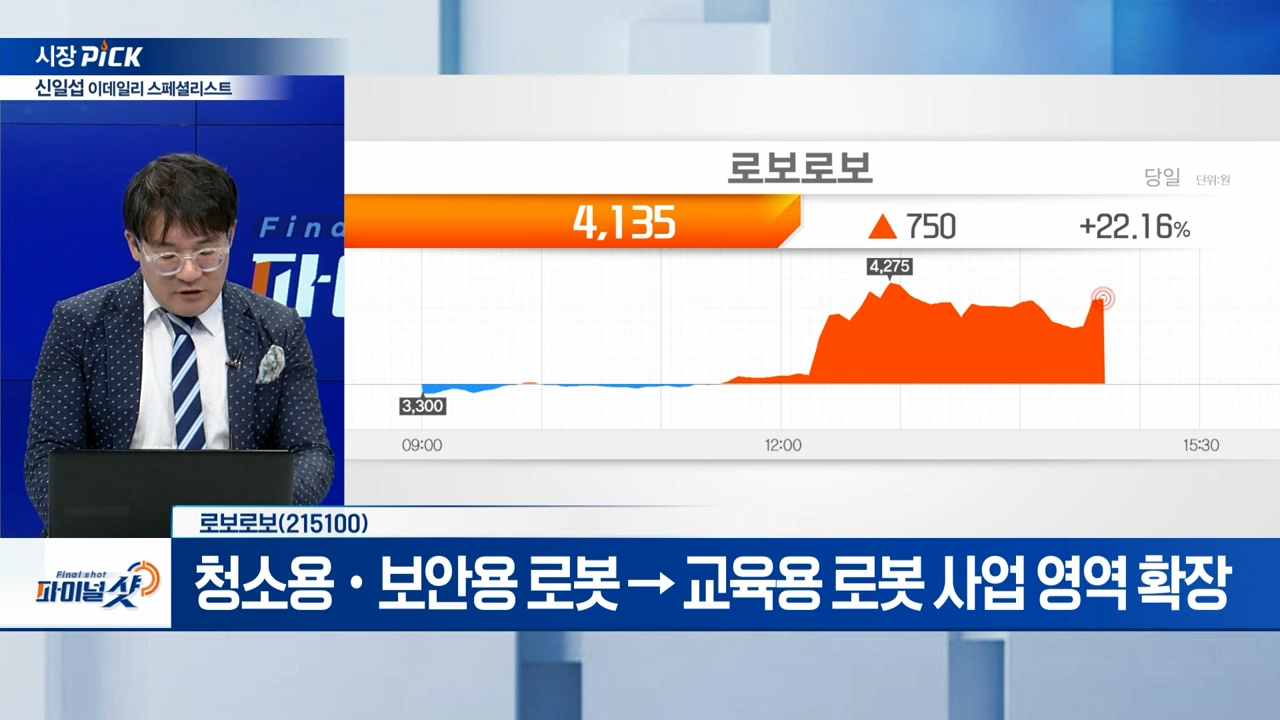 시장 PiCK
신일섭 이데일리 스페셜리스트
Fina
파이
로보로보
당일 단위:원
4,135 ▲ 750 +22.16%
4,275
3,300
09:00 12:00 15:30
로보로보(215100)
Final shot
파이널샷
청소용·보안용 로봇→교육용 로봇 사업 영역 확장